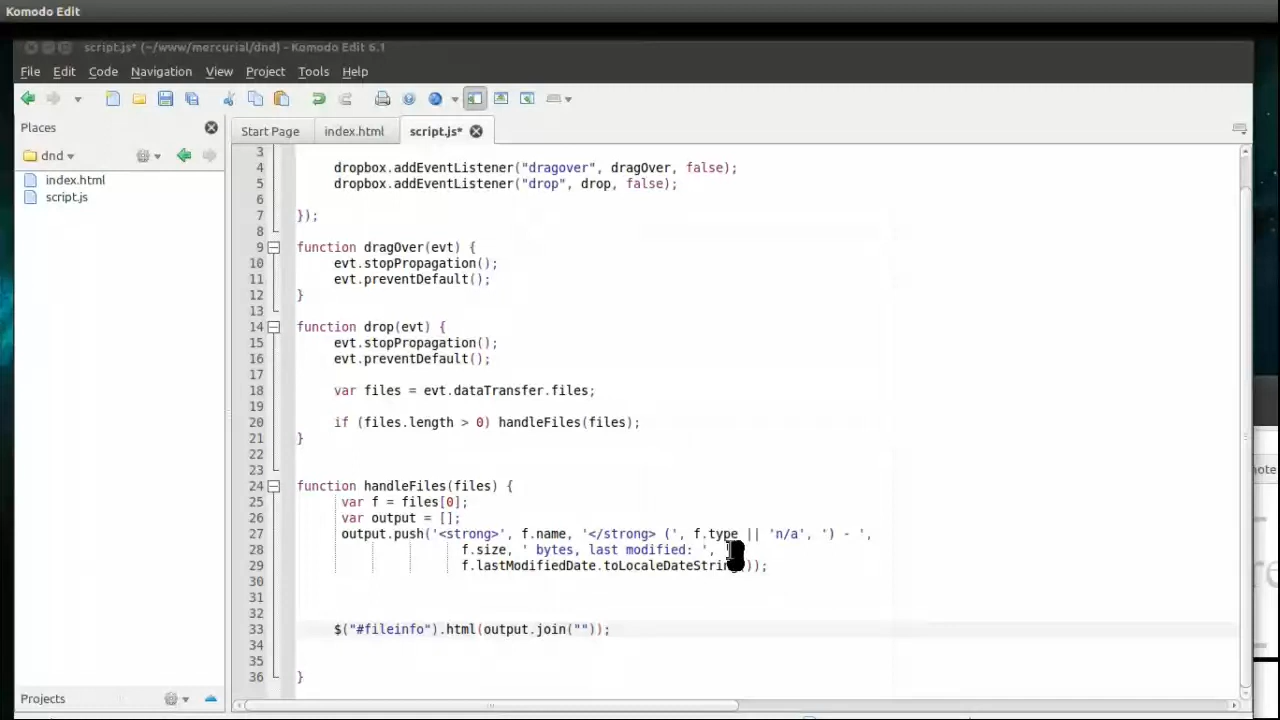 Komodo Edit
script.js* (~/www/mercurial/dnd) - Komodo Edit 6.1
File Edit Code Navigation View Project Tools Help
Places
Start Page index.html script.js*
dnd
index.html
script.js
3
4 dropbox.addEventListener("dragover", dragOver, false);
5 dropbox.addEventListener("drop", drop, false);
6
7 });
8
9 function dragOver(evt) {
10 evt.stopPropagation();
11 evt.preventDefault();
12 }
13
14 function drop(evt) {
15 evt.stopPropagation();
16 evt.preventDefault();
17
18 var files = evt.dataTransfer.files;
19
20 if (files.length > 0) handleFiles(files);
21 }
22
23
24 function handleFiles(files) {
25 var f = files[0];
26 var output = [];
27 output.push('<strong>', f.name, '</strong> (', f.type || 'n/a', ') - ',
28 f.size, ' bytes, last modified: ',
29 f.lastModifiedDate.toLocaleDateStrin));
30
31
32
33 $("#fileinfo").html(output.join(""));
34
35
36 }
Projects
note